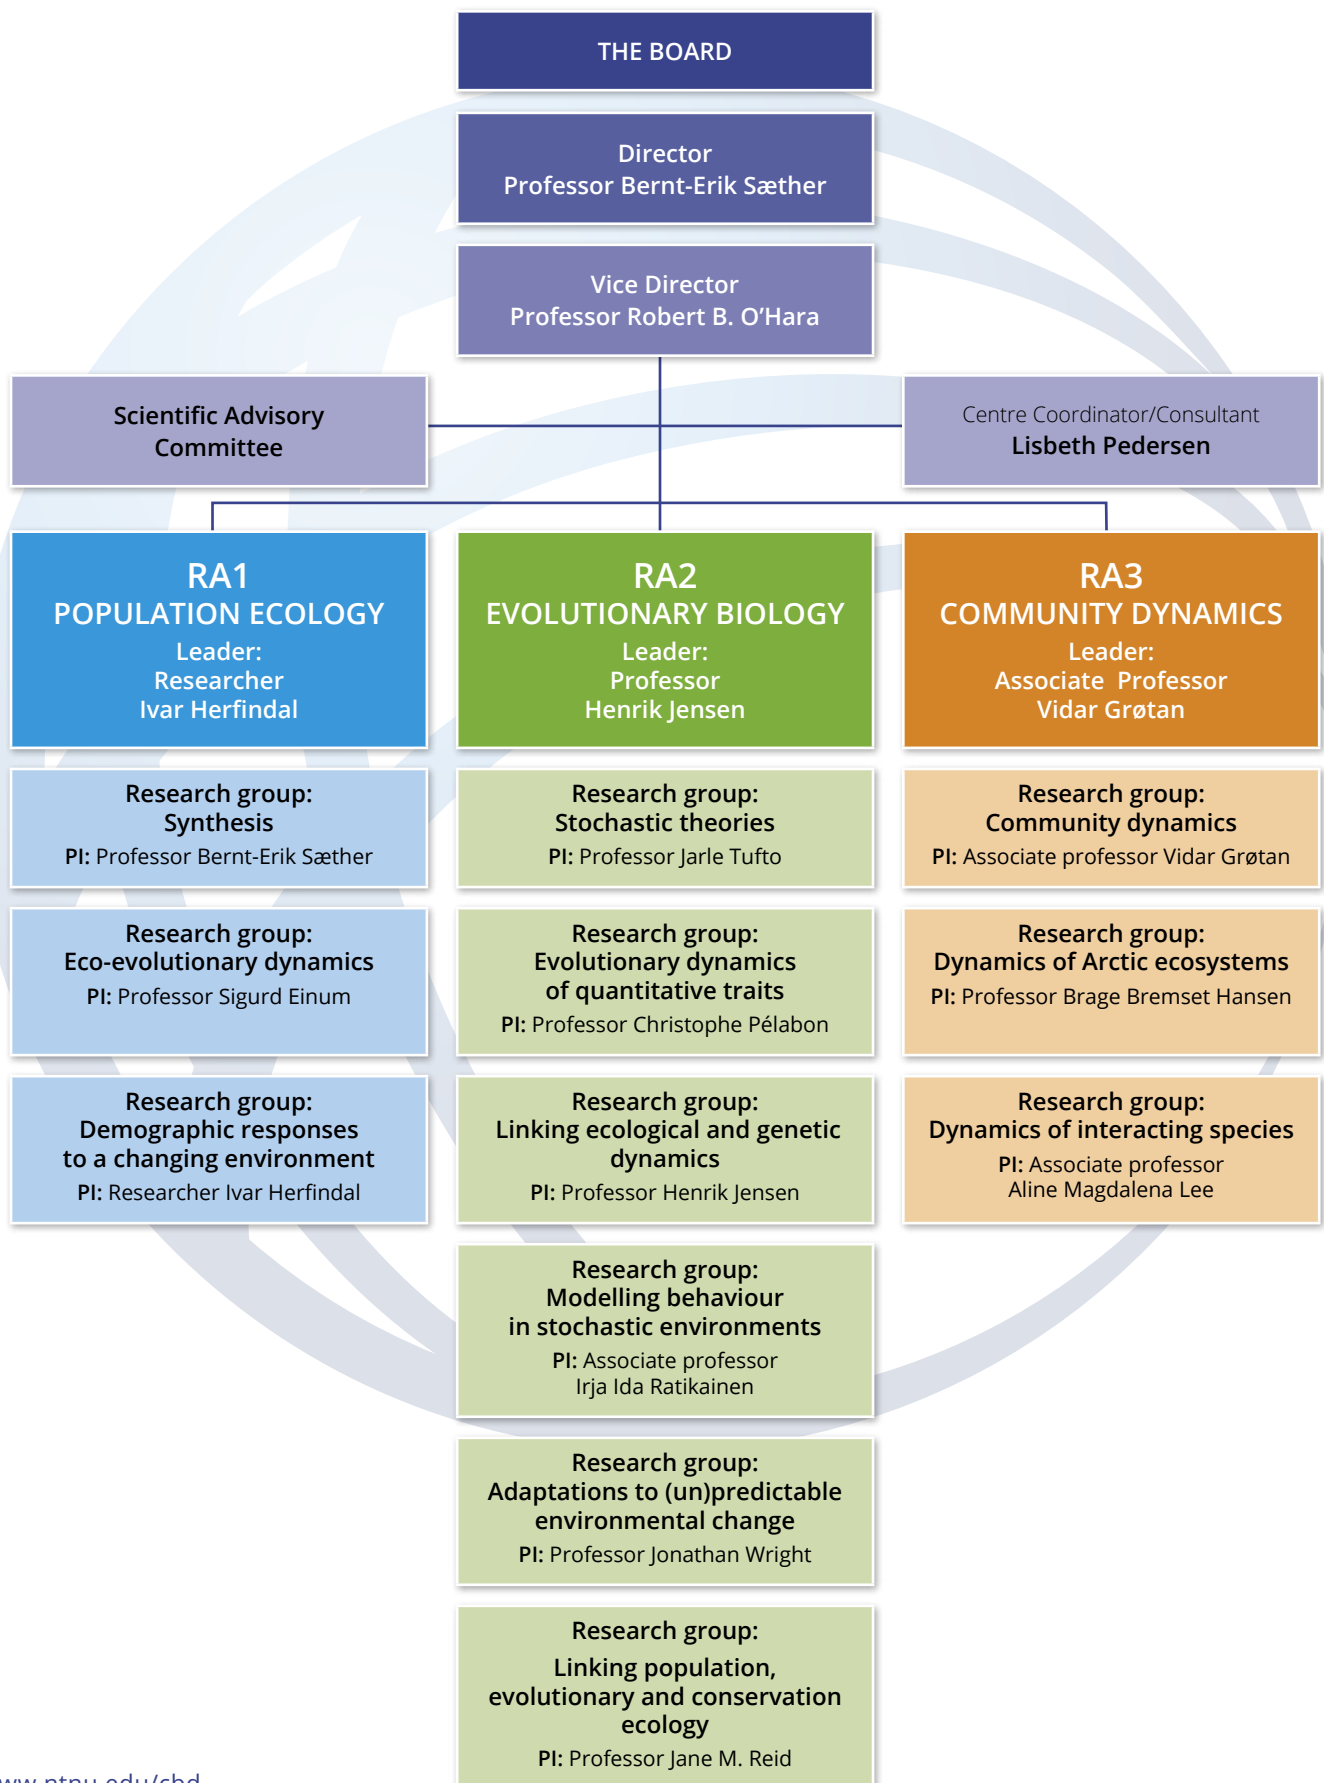 THE BOARD
Director
Professor Bernt-Erik Sæther
Vice Director
Professor Robert B. O'Hara
Scientific Advisory
Committee
Centre Coordinator/Consultant
Lisbeth Pedersen
RA1
POPULATION ECOLOGY
Leader:
Researcher
Ivar Herfindal
Research group:
Synthesis
PI: Professor Bernt-Erik Sæther
Research group:
Eco-evolutionary dynamics
PI: Professor Sigurd Einum
Research group:
Demographic responses
to a changing environment
PI: Researcher Ivar Herfindal
RA2
EVOLUTIONARY BIOLOGY
Leader:
Professor
Henrik Jensen
Research group:
Stochastic theories
PI: Professor Jarle Tufto
Research group:
Evolutionary dynamics
of quantitative traits
PI: Professor Christophe Pélabon
Research group:
Linking ecological and genetic
dynamics
PI: Professor Henrik Jensen
Research group:
Modelling behaviour
in stochastic environments
PI: Associate professor
Irja Ida Ratikainen
Research group:
Adaptations to (un)predictable
environmental change
PI: Professor Jonathan Wright
Research group:
Linking population,
evolutionary and conservation
ecology
PI: Professor Jane M. Reid
RA3
COMMUNITY DYNAMICS
Leader:
Associate Professor
Vidar Grøtan
Research group:
Community dynamics
PI: Associate professor Vidar Grøtan
Research group:
Dynamics of Arctic ecosystems
PI: Professor Brage Bremset Hansen
Research group:
Dynamics of interacting species
PI: Associate professor
Aline Magdalena Lee
ww.ntnu.edu/cbd